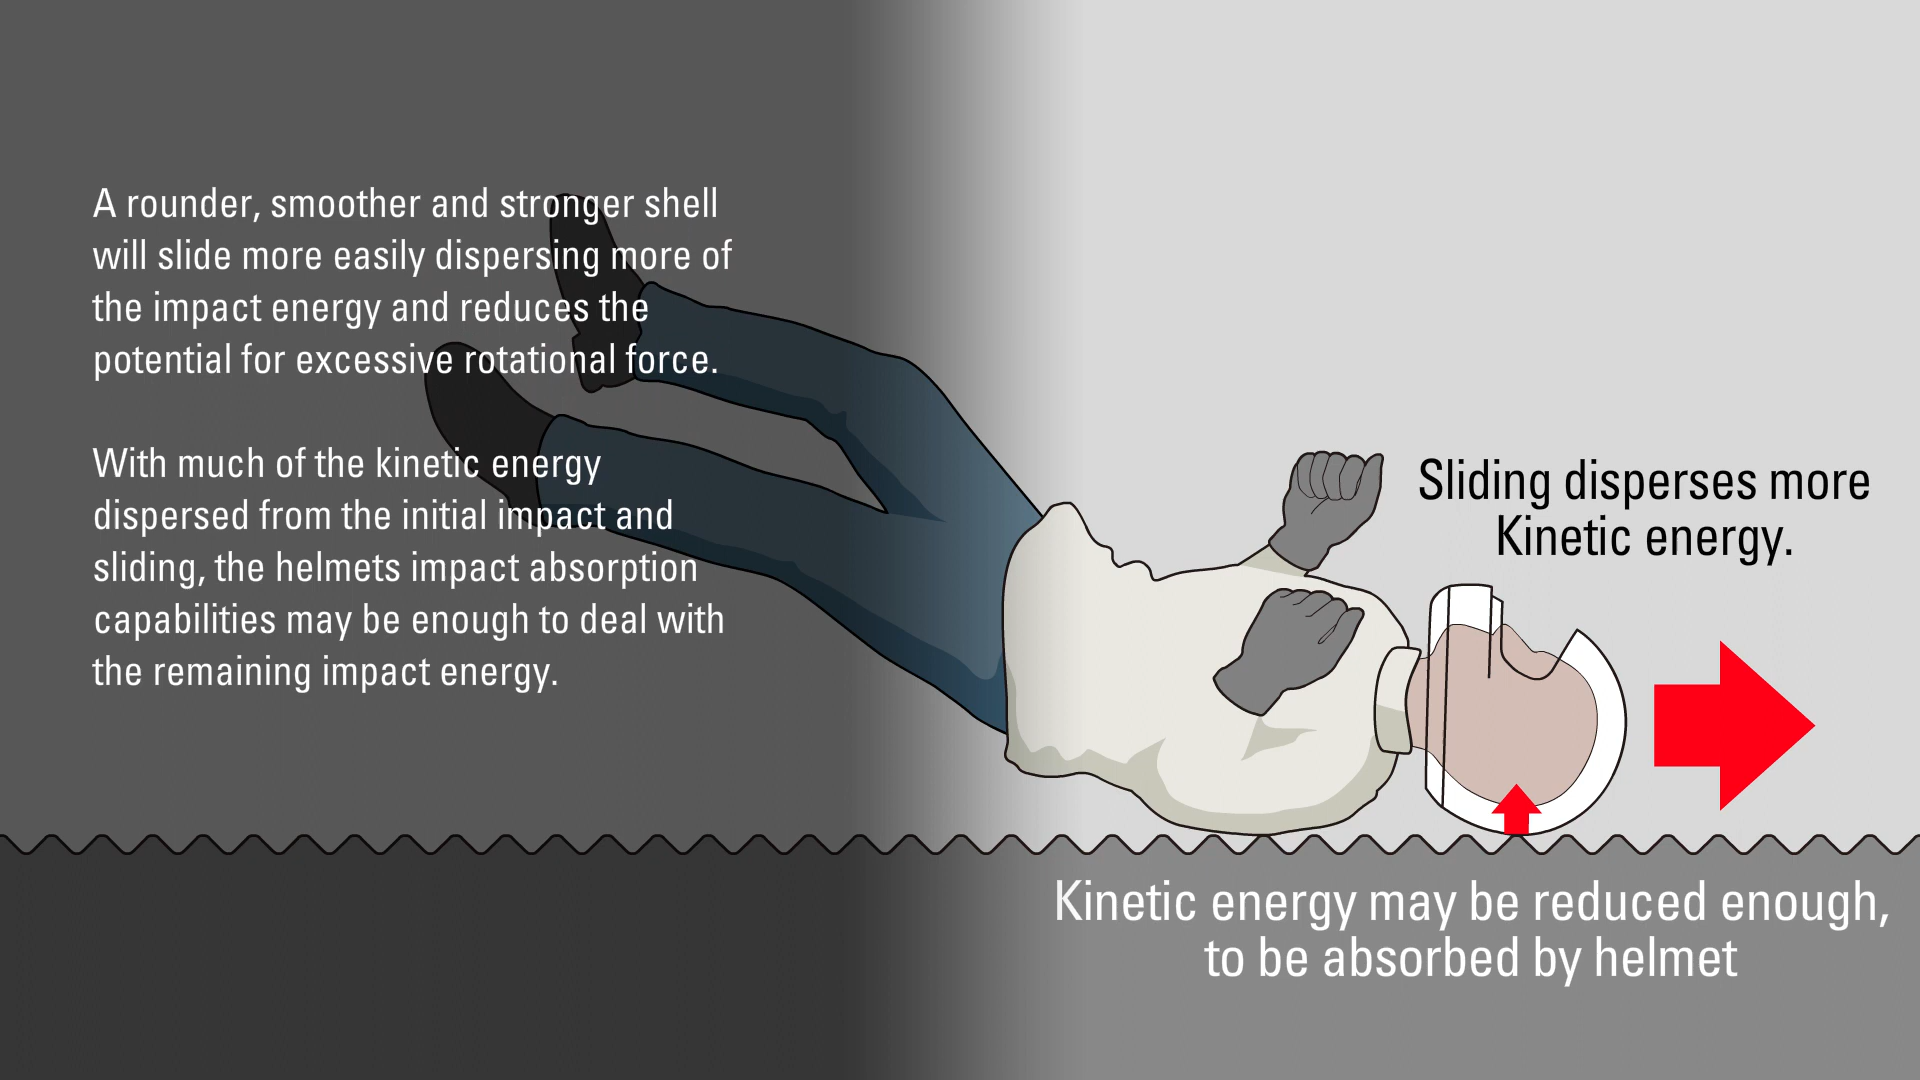 A rounder, smoother and stronger shell
will slide more easily dispersing more of
the impact energy and reduces the
potential for excessive rotational force.
With much of the kinetic energy
dispersed from the initial impact and
sliding, the helmets impact absorption
capabilities may be enough to deal with
the remaining impact energy.
Sliding disperses more
Kinetic energy.
Kinetic energy may be reduced enough,
to be absorbed by helmet